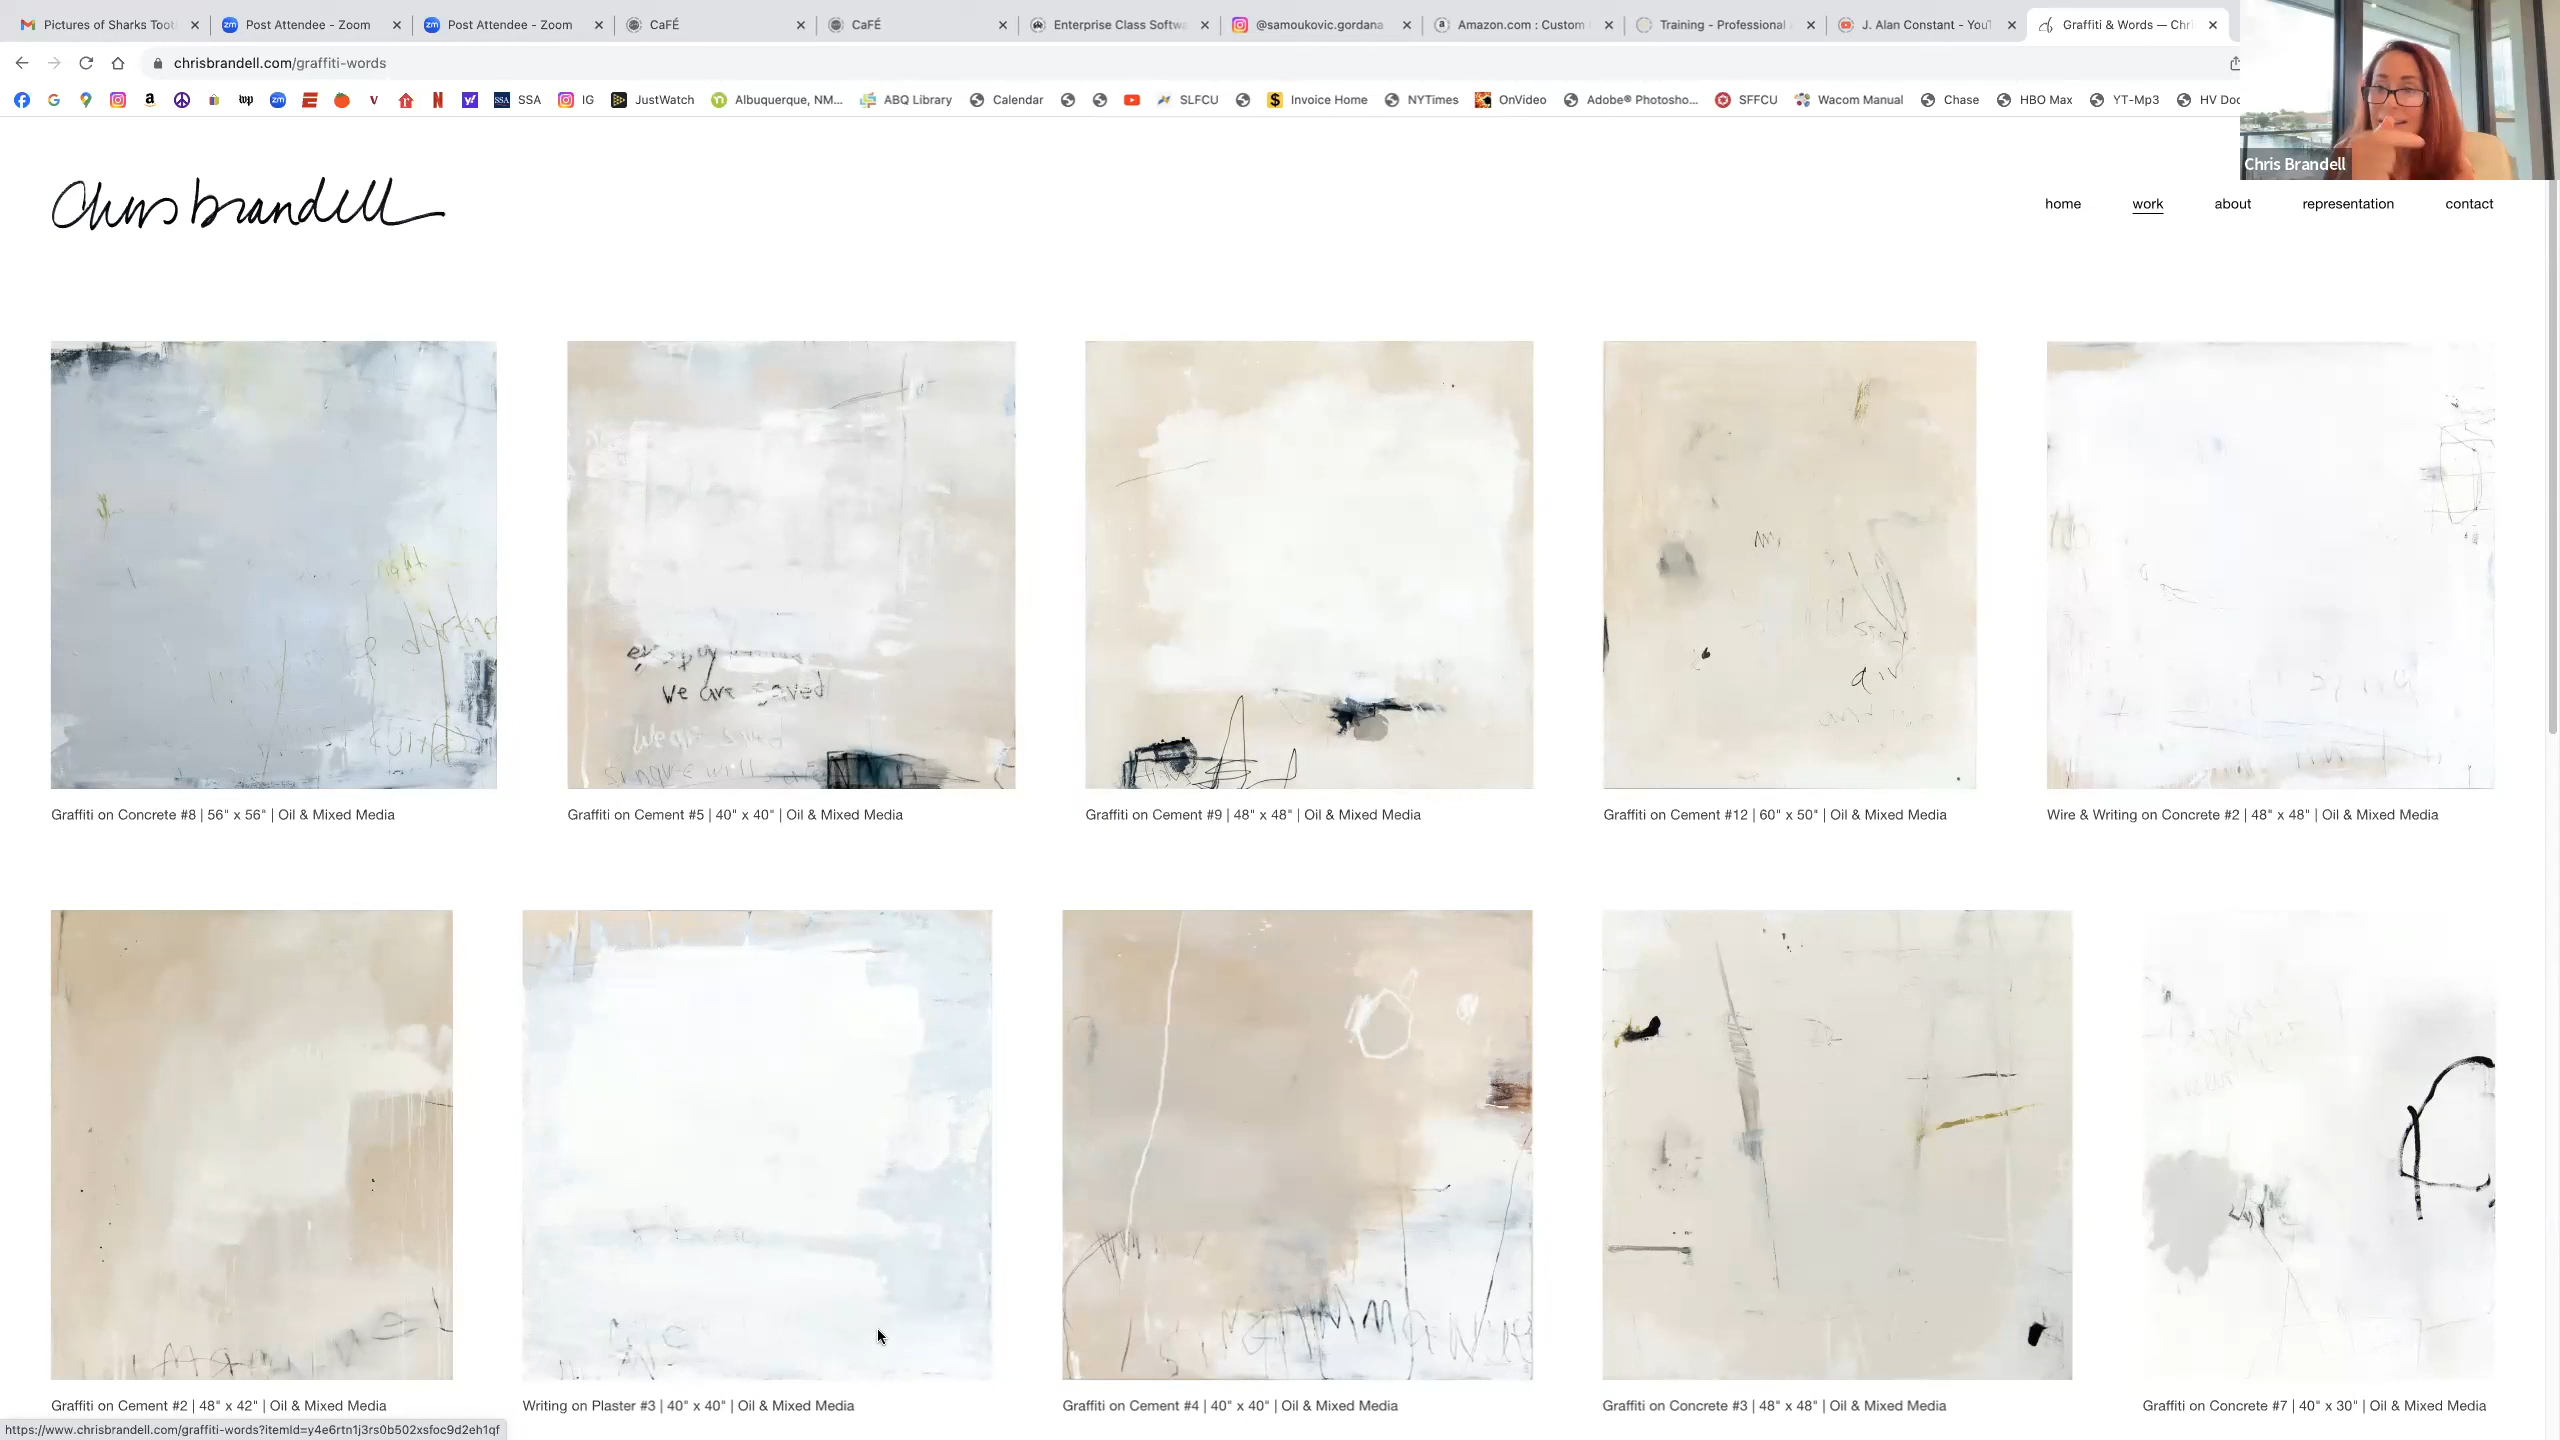 Pictures of Sharks Toot
Post Attendee - Zoom
Post Attendee - Zoom
CaFÉ
CaFÉ
Enterprise Class Softw
@samoukovic.gordana
Amazon.com : Custom
Training - Professional
J. Alan Constant - YouT
Graffiti & Words — Chri
chrisbrandell.com/graffiti-words
SSA
IG
JustWatch
Albuquerque, NM...
ABQ Library
Calendar
SLFCU
Invoice Home
NYTimes
OnVideo
Adobe® Photosho...
SFFCU
Wacom Manual
Chase
HBO Max
YT-Mp3
HV Doc
Chris Brandell
Chris brandell
home
work
about
representation
contact
we are saved
Graffiti on Concrete #8 | 56" x 56" | Oil & Mixed Media
Graffiti on Cement #5 | 40" x 40" | Oil & Mixed Media
Graffiti on Cement #9 | 48" x 48" | Oil & Mixed Media
Graffiti on Cement #12 | 60" x 50" | Oil & Mixed Media
Wire & Writing on Concrete #2 | 48" x 48" | Oil & Mixed Media
Graffiti on Cement #2 | 48" x 42" | Oil & Mixed Media
Writing on Plaster #3 | 40" x 40" | Oil & Mixed Media
Graffiti on Cement #4 | 40" x 40" | Oil & Mixed Media
Graffiti on Concrete #3 | 48" x 48" | Oil & Mixed Media
Graffiti on Concrete #7 | 40" x 30" | Oil & Mixed Media
https://www.chrisbrandell.com/graffiti-words?itemId=y4e6rtn1j3rs0b502xsfoc9d2eh1qf